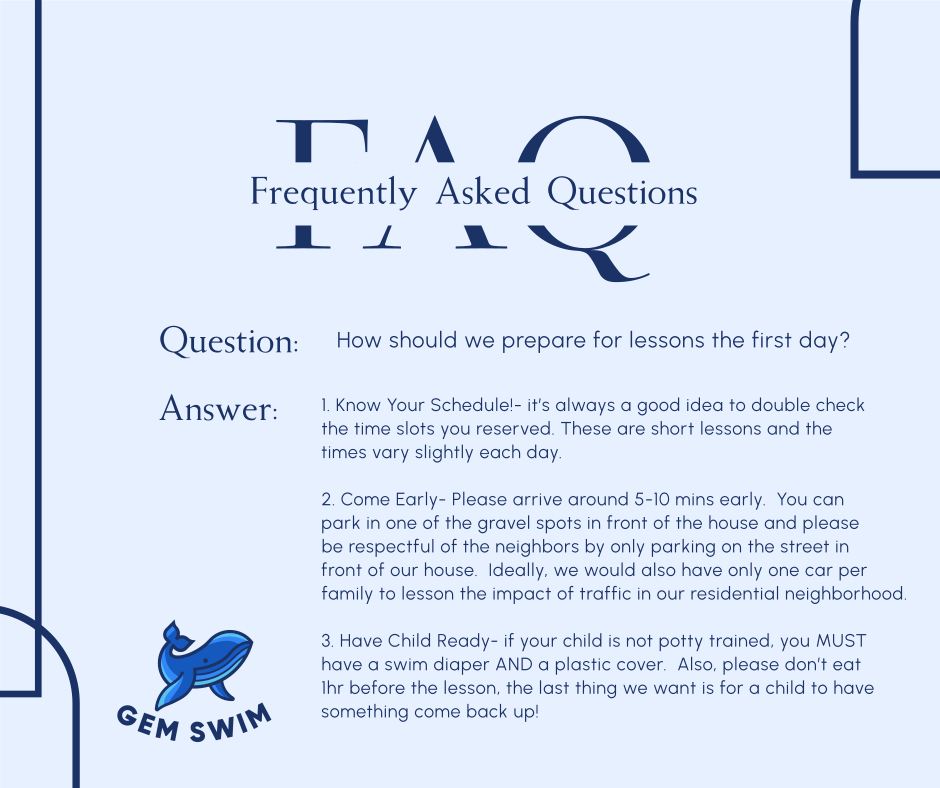 FAQ
Frequently Asked Questions
Question: How should we prepare for lessons the first day?
Answer: 1. Know Your Schedule!- it's always a good idea to double check
the time slots you reserved. These are short lessons and the
times vary slightly each day.
2. Come Early- Please arrive around 5-10 mins early.  You can
park in one of the gravel spots in front of the house and please
be respectful of the neighbors by only parking on the street in
front of our house.  Ideally, we would also have only one car per
family to lesson the impact of traffic in our residential neighborhood.
3. Have Child Ready- if your child is not potty trained, you MUST
have a swim diaper AND a plastic cover.  Also, please don't eat
1hr before the lesson, the last thing we want is for a child to have
something come back up!
GEM SWIM